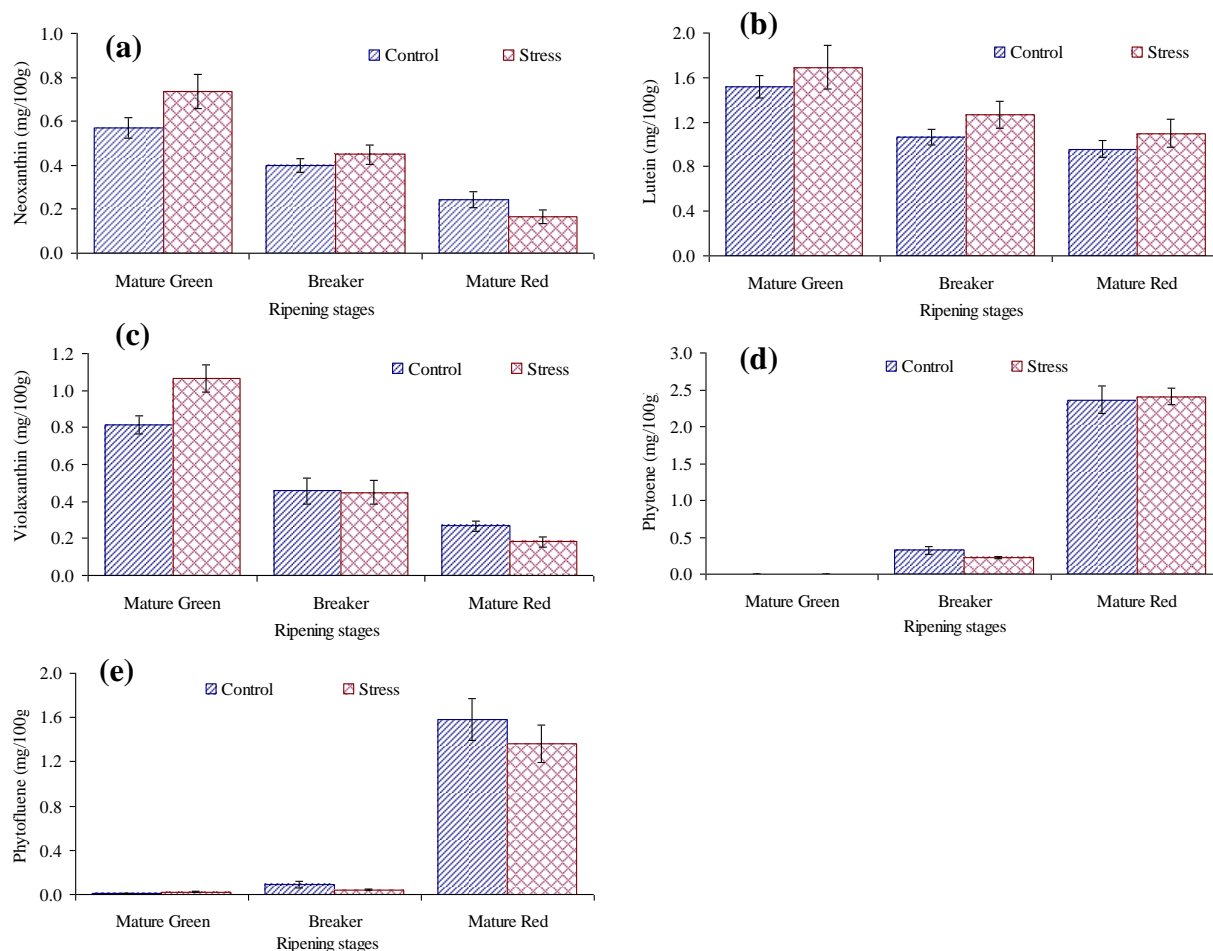 (a)
Control Stress
Neoxanthin (mg/100g)
1.0
0.8
0.6
0.4
0.2
0.0
Mature Green Breaker Mature Red
Ripening stages
(b)
Control Stress
Lutein (mg/100g)
2.0
1.6
1.2
0.8
0.4
0.0
Mature Green Breaker Mature Red
Ripening stages
(c)
Control Stress
Violaxanthin (mg/100g)
1.2
1.0
0.8
0.6
0.4
0.2
0.0
Mature Green Breaker Mature Red
Ripening stages
(d)
Control Stress
Phytoene (mg/100g)
3.0
2.5
2.0
1.5
1.0
0.5
0.0
Mature Green Breaker Mature Red
Ripening stages
(e)
Control Stress
Phytofluene (mg/100g
2.0
1.6
1.2
0.8
0.4
0.0
Mature Green Breaker Mature Red
Ripening stages